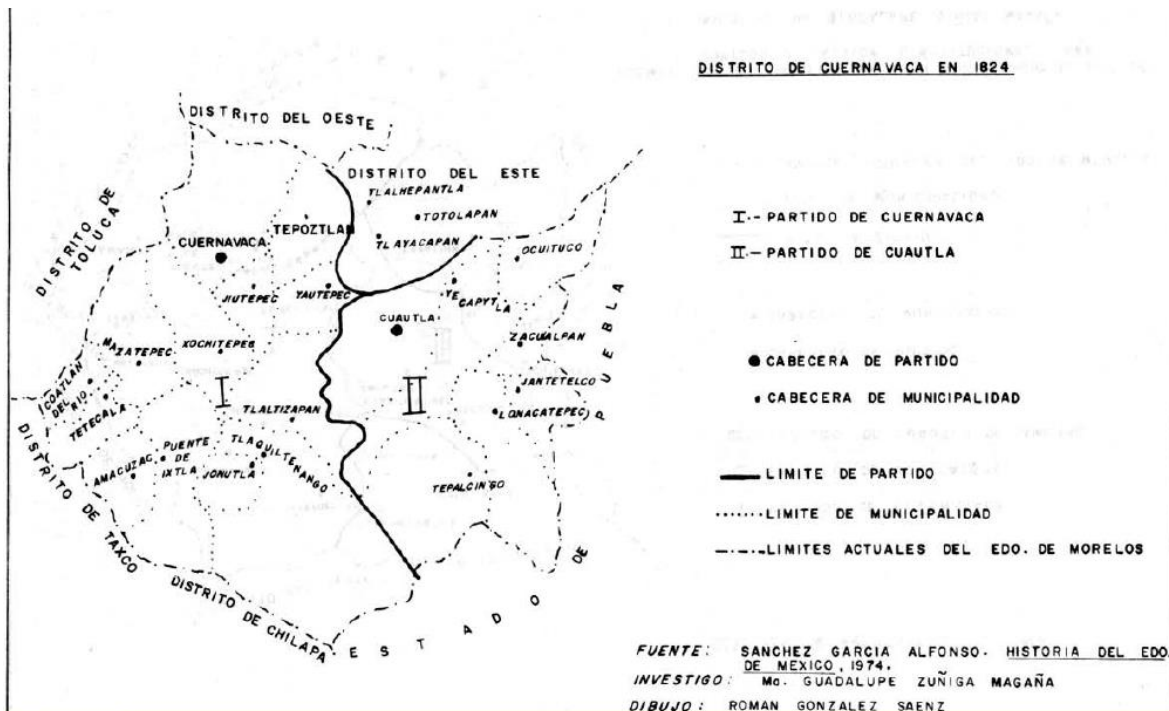 DISTRITO DE CUERNAVACA EN 1824
DISTRITO DEL OESTE
DISTRITO DEL ESTE
DISTRITO DE
TOLUCA
TLALHEPANTLA
TOTOLAPAN
TEPOZTLAN
TLAYACAPAN
CUERNAVACA
OCUITUCO
JIUTEPEC
YAUTEPEC
YECAPYTLA
CUAUTLA
ZACUALPAN
XOCHITEPEC
MAZATEPEC
COATLAN
DEL RIO
TETECALA
I
II
JANTETELCO
LONACATEPEC
TLALTIZAPAN
PUENTE
DE
IXTLA
TLAQUILTENANGO
JONUTLA
AMACUZAC
TEPALCINGO
DISTRITO DE TAXCO
DISTRITO DE CHILAPA
ESTADO DE PUEBLA
I.- PARTIDO DE CUERNAVACA
II.- PARTIDO DE CUAUTLA
CABECERA DE PARTIDO
CABECERA DE MUNICIPALIDAD
LIMITE DE PARTIDO
LIMITE DE MUNICIPALIDAD
LIMITES ACTUALES DEL EDO. DE MORELOS
FUENTE: SANCHEZ GARCIA ALFONSO. HISTORIA DEL EDO.
DE MEXICO, 1974.
INVESTIGO: Ma. GUADALUPE ZUÑIGA MAGAÑA
DIBUJO: ROMAN GONZALEZ SAENZ